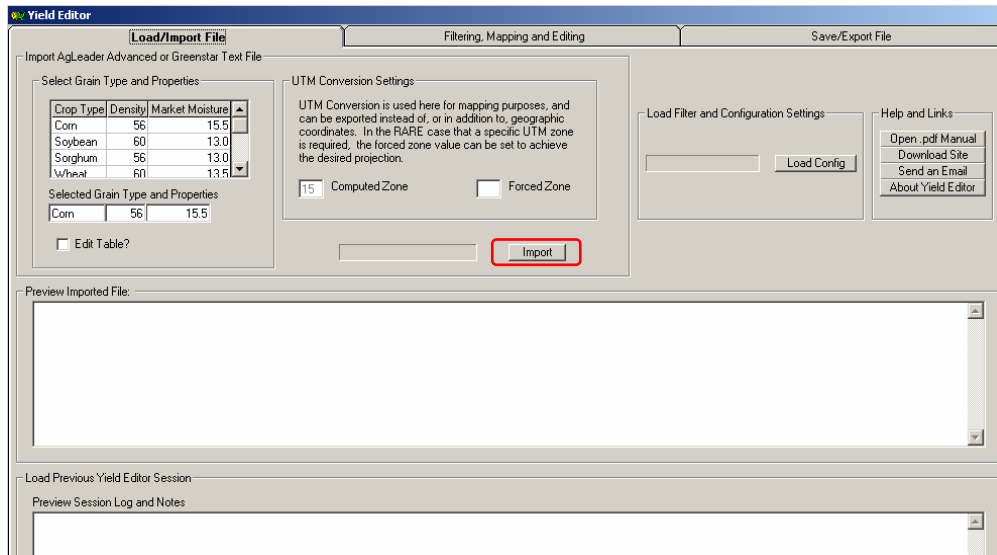 Yield Editor
Load/Import File
Filtering, Mapping and Editing
Save/Export File
Import AgLeader Advanced or Greenstar Text File
Select Grain Type and Properties
Crop Type Density Market Moisture
Corn 56 15.5
Soybean 60 13.0
Sorghum 56 13.0
Wheat 60 13.5
Selected Grain Type and Properties
Corn 56 15.5
Edit Table?
UTM Conversion Settings
UTM Conversion is used here for mapping purposes, and
can be exported instead of, or in addition to, geographic
coordinates. In the RARE case that a specific UTM zone
is required, the forced zone value can be set to achieve
the desired projection.
15 Computed Zone
Forced Zone
Import
Load Filter and Configuration Settings
Load Config
Help and Links
Open .pdf Manual
Download Site
Send an Email
About Yield Editor
Preview Imported File:
Load Previous Yield Editor Session
Preview Session Log and Notes